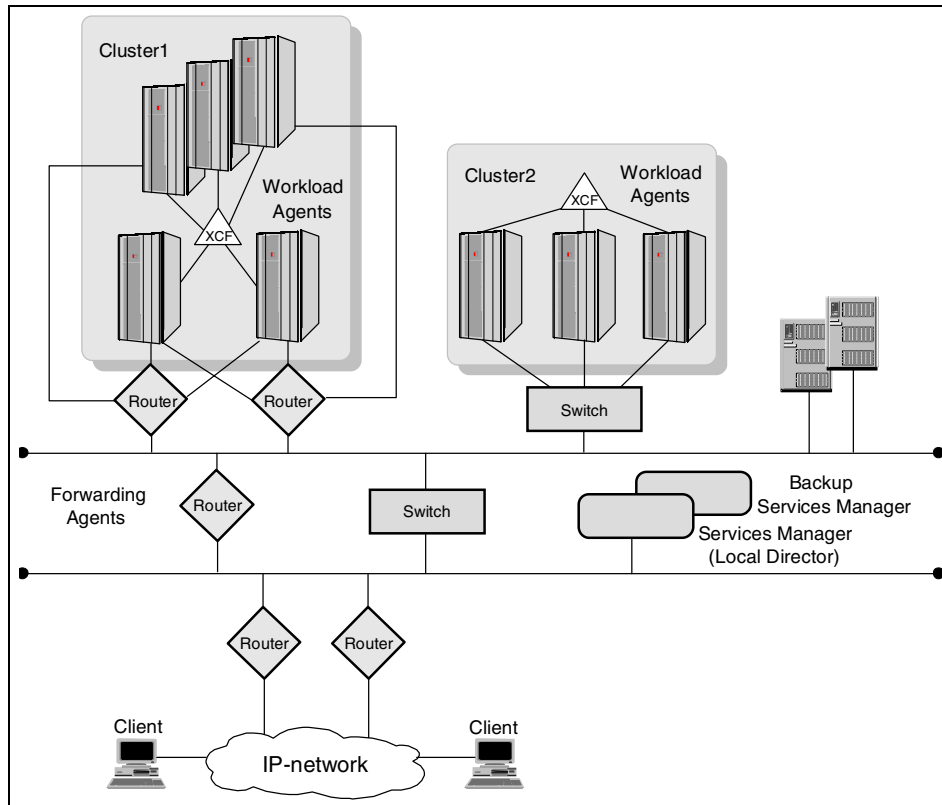 Cluster1
Workload
Agents
XCF
Cluster2
Workload
Agents
XCF
Router
Router
Switch
Forwarding
Agents
Router
Switch
Backup
Services Manager
Services Manager
(Local Director)
Router
Router
Client
Client
IP-network